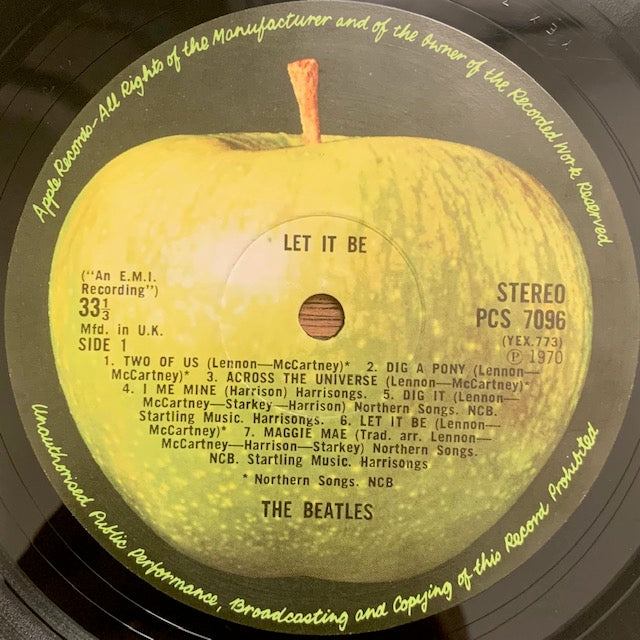 Apple Records–All Rights of the Manufacturer and of the Owner of the Recorded Work Reserved
LET IT BE
("An E.M.I.
Recording")
33⅓
Mfd. in U.K.
SIDE 1
STEREO
PCS 7096
(YEX.773)
℗ 1970
1. TWO OF US (Lennon—McCartney)* 2. DIG A PONY (Lennon—
McCartney)* 3. ACROSS THE UNIVERSE (Lennon—McCartney)*
4. I ME MINE (Harrison) Harrisongs. 5. DIG IT (Lennon—
McCartney—Starkey—Harrison) Northern Songs. NCB.
Startling Music. Harrisongs. 6. LET IT BE (Lennon—
McCartney)* 7. MAGGIE MAE (Trad. arr. Lennon—
McCartney—Harrison—Starkey) Northern Songs.
NCB. Startling Music. Harrisongs
* Northern Songs. NCB
THE BEATLES
Unauthorised Public Performance, Broadcasting and Copying of this Record Prohibited